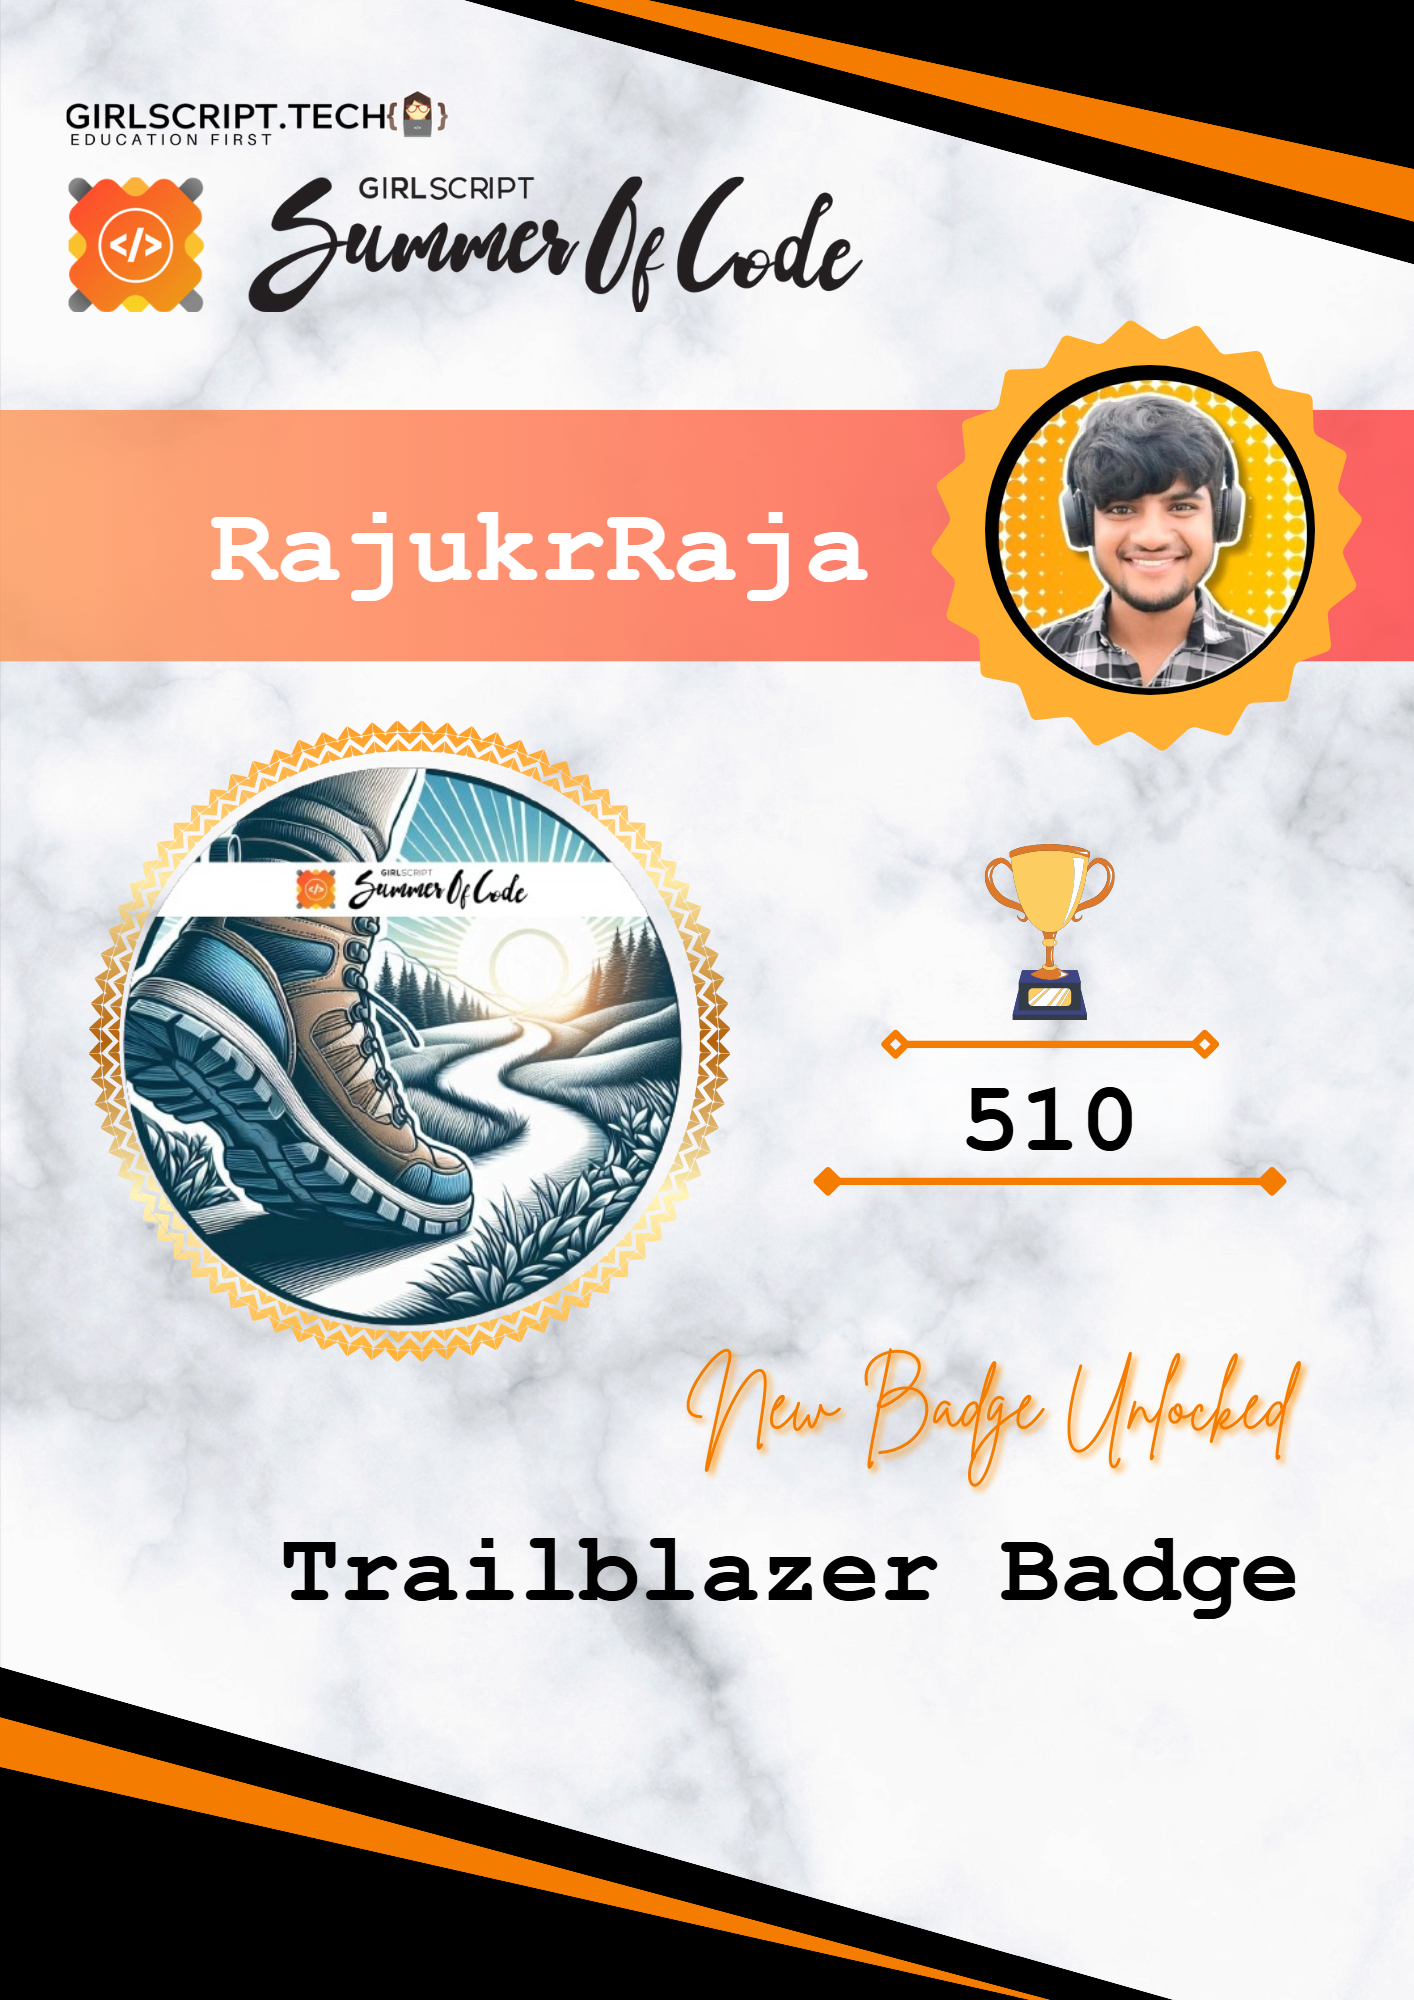 GIRLSCRIPT.TECH{ }
EDUCATION FIRST
GIRLSCRIPT
Summer Of Code
</>
RajukrRaja
GIRLSCRIPT
Summer Of Code
</>
510
New Badge Unlocked
Trailblazer Badge